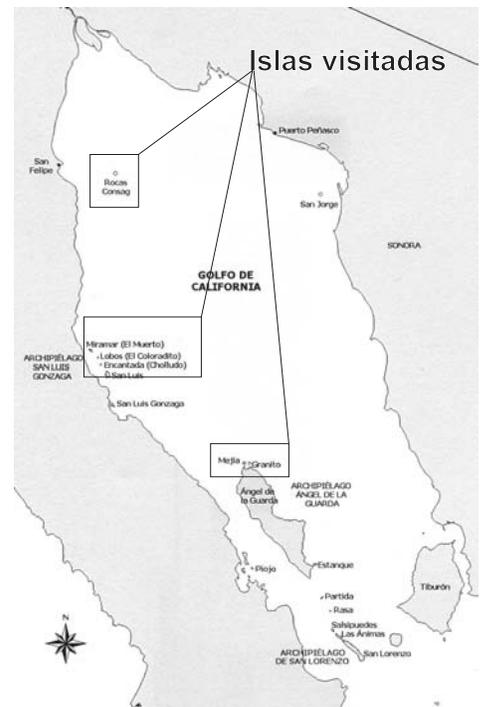 Islas visitadas
Puerto Peñasco
San
Felipe
Rocas
Consag
San Jorge
SONORA
GOLFO DE
CALIFORNIA
Miramar (El Muerto)
Lobos (El Coloradito)
Encantada (Cholludo)
San Luis
ARCHIPIÉLAGO
SAN LUIS
GONZAGA
San Luis Gonzaga
Mejía
Granito
Ángel de
la Guarda
ARCHIPIÉLAGO
ÁNGEL DE LA
GUARDA
Piojo
Estanque
Tiburón
Partida
Rasa
Salsipuedes
Las Ánimas
ARCHIPIÉLAGO
DE SAN LORENZO
San Lorenzo
N